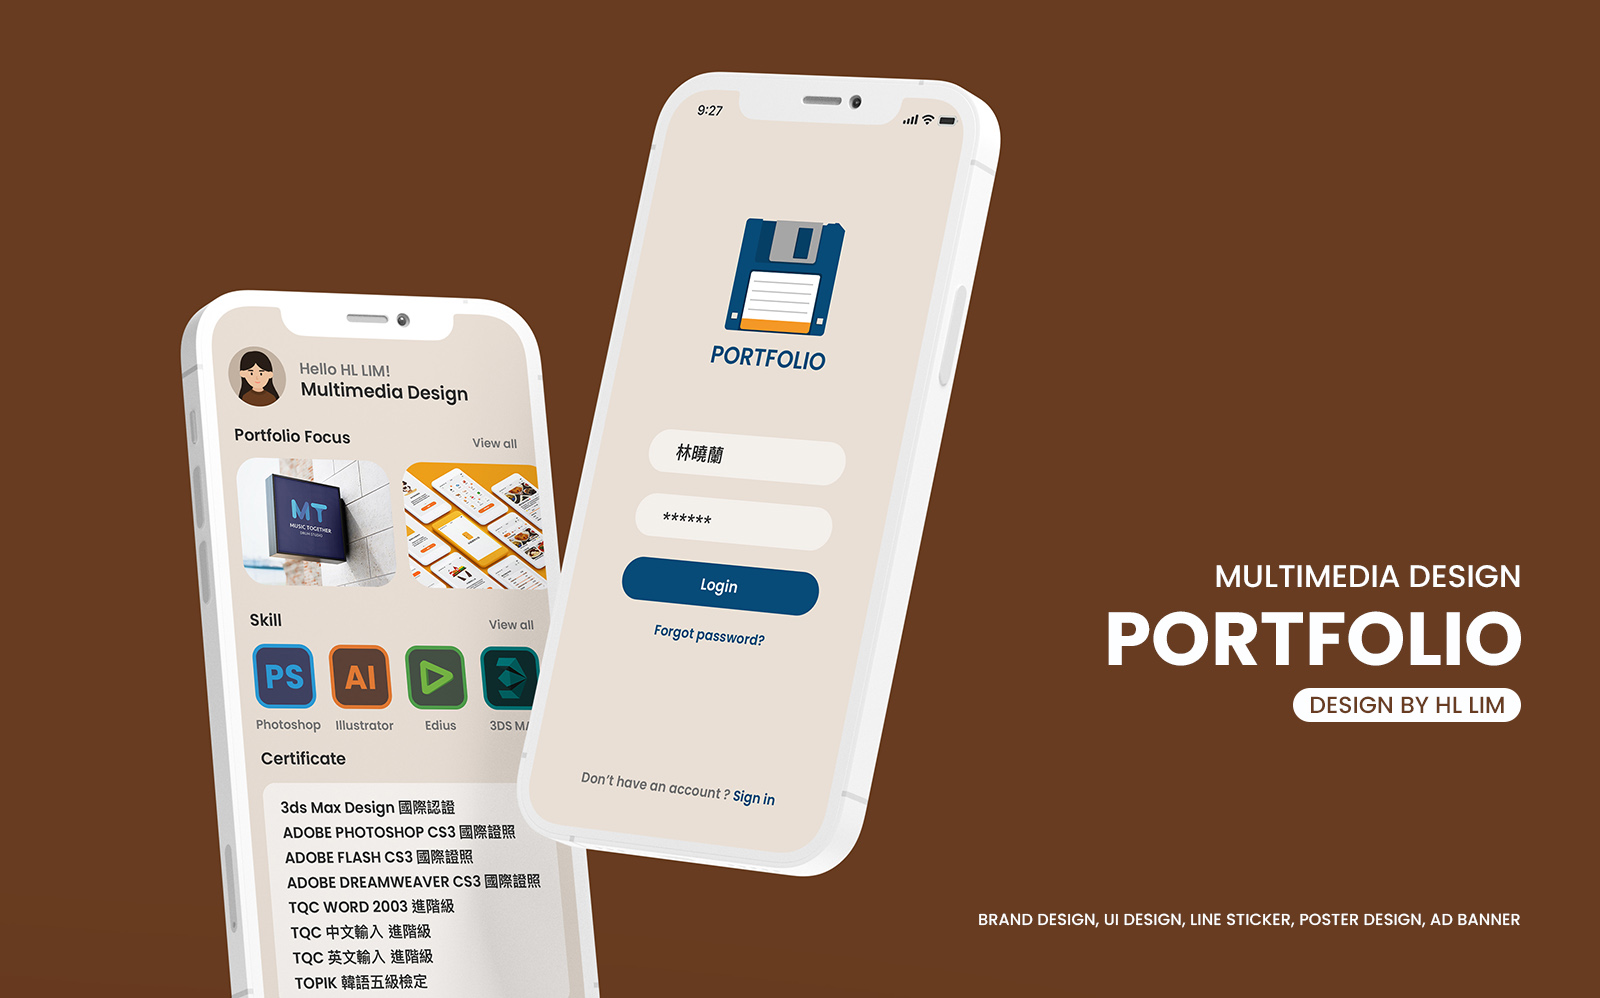 9:27
PORTFOLIO
林曉蘭
******
Login
Forgot password?
Don't have an account ? Sign in
Hello HL LIM!
Multimedia Design
Portfolio Focus
View all
MT
MUSIC TOGETHER
DRUM STUDIO
Skill
View all
PS
AI
Photoshop
Illustrator
Edius
3DS MA
Certificate
3ds Max Design 國際認證
ADOBE PHOTOSHOP CS3 國際證照
ADOBE FLASH CS3 國際證照
ADOBE DREAMWEAVER CS3 國際證照
TQC WORD 2003 進階級
TQC 中文輸入 進階級
TQC 英文輸入 進階級
TOPIK 韓語五級檢定
MULTIMEDIA DESIGN
PORTFOLIO
DESIGN BY HL LIM
BRAND DESIGN, UI DESIGN, LINE STICKER, POSTER DESIGN, AD BANNER